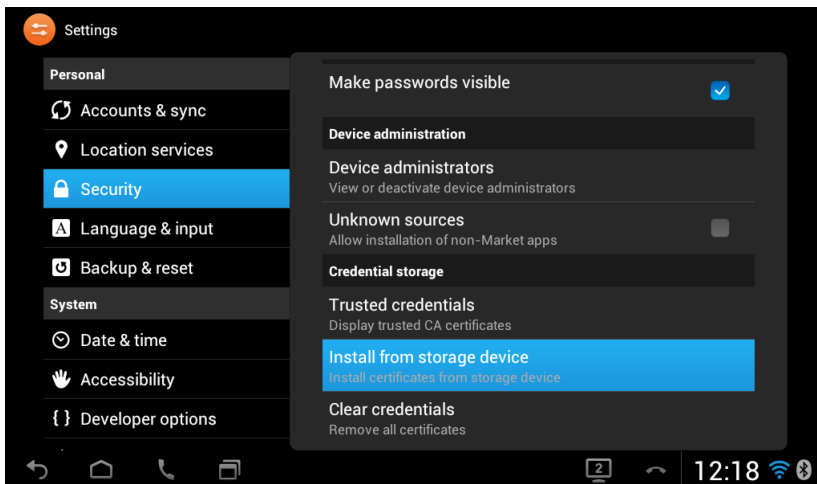 Settings
Personal
Accounts & sync
Location services
Security
A Language & input
Backup & reset
System
Date & time
Accessibility
{ } Developer options
Make passwords visible
Device administration
Device administrators
View or deactivate device administrators
Unknown sources
Allow installation of non-Market apps
Credential storage
Trusted credentials
Display trusted CA certificates
Install from storage device
Install certificates from storage device
Clear credentials
Remove all certificates
2
12:18